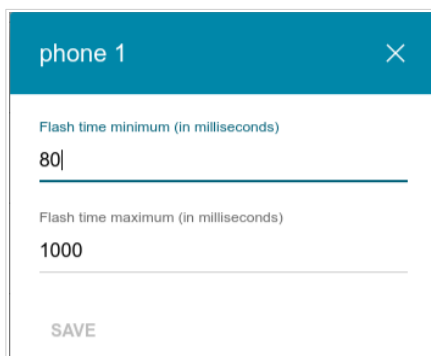 phone 1
Flash time minimum (in milliseconds)
80
Flash time maximum (in milliseconds)
1000
SAVE